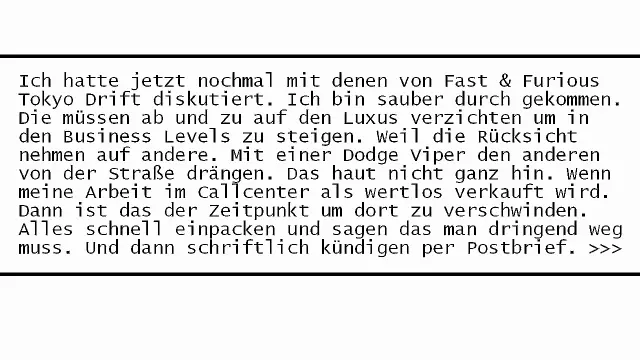 Ich hatte jetzt nochmal mit denen von Fast & Furious
Tokyo Drift diskutiert. Ich bin sauber durch gekommen.
Die müssen ab und zu auf den Luxus verzichten um in
den Business Levels zu steigen. Weil die Rücksicht
nehmen auf andere. Mit einer Dodge Viper den anderen
von der Straße drängen. Das haut nicht ganz hin. Wenn
meine Arbeit im Callcenter als wertlos verkauft wird.
Dann ist das der Zeitpunkt um dort zu verschwinden.
Alles schnell einpacken und sagen das man dringend weg
muss. Und dann schriftlich kündigen per Postbrief. >>>